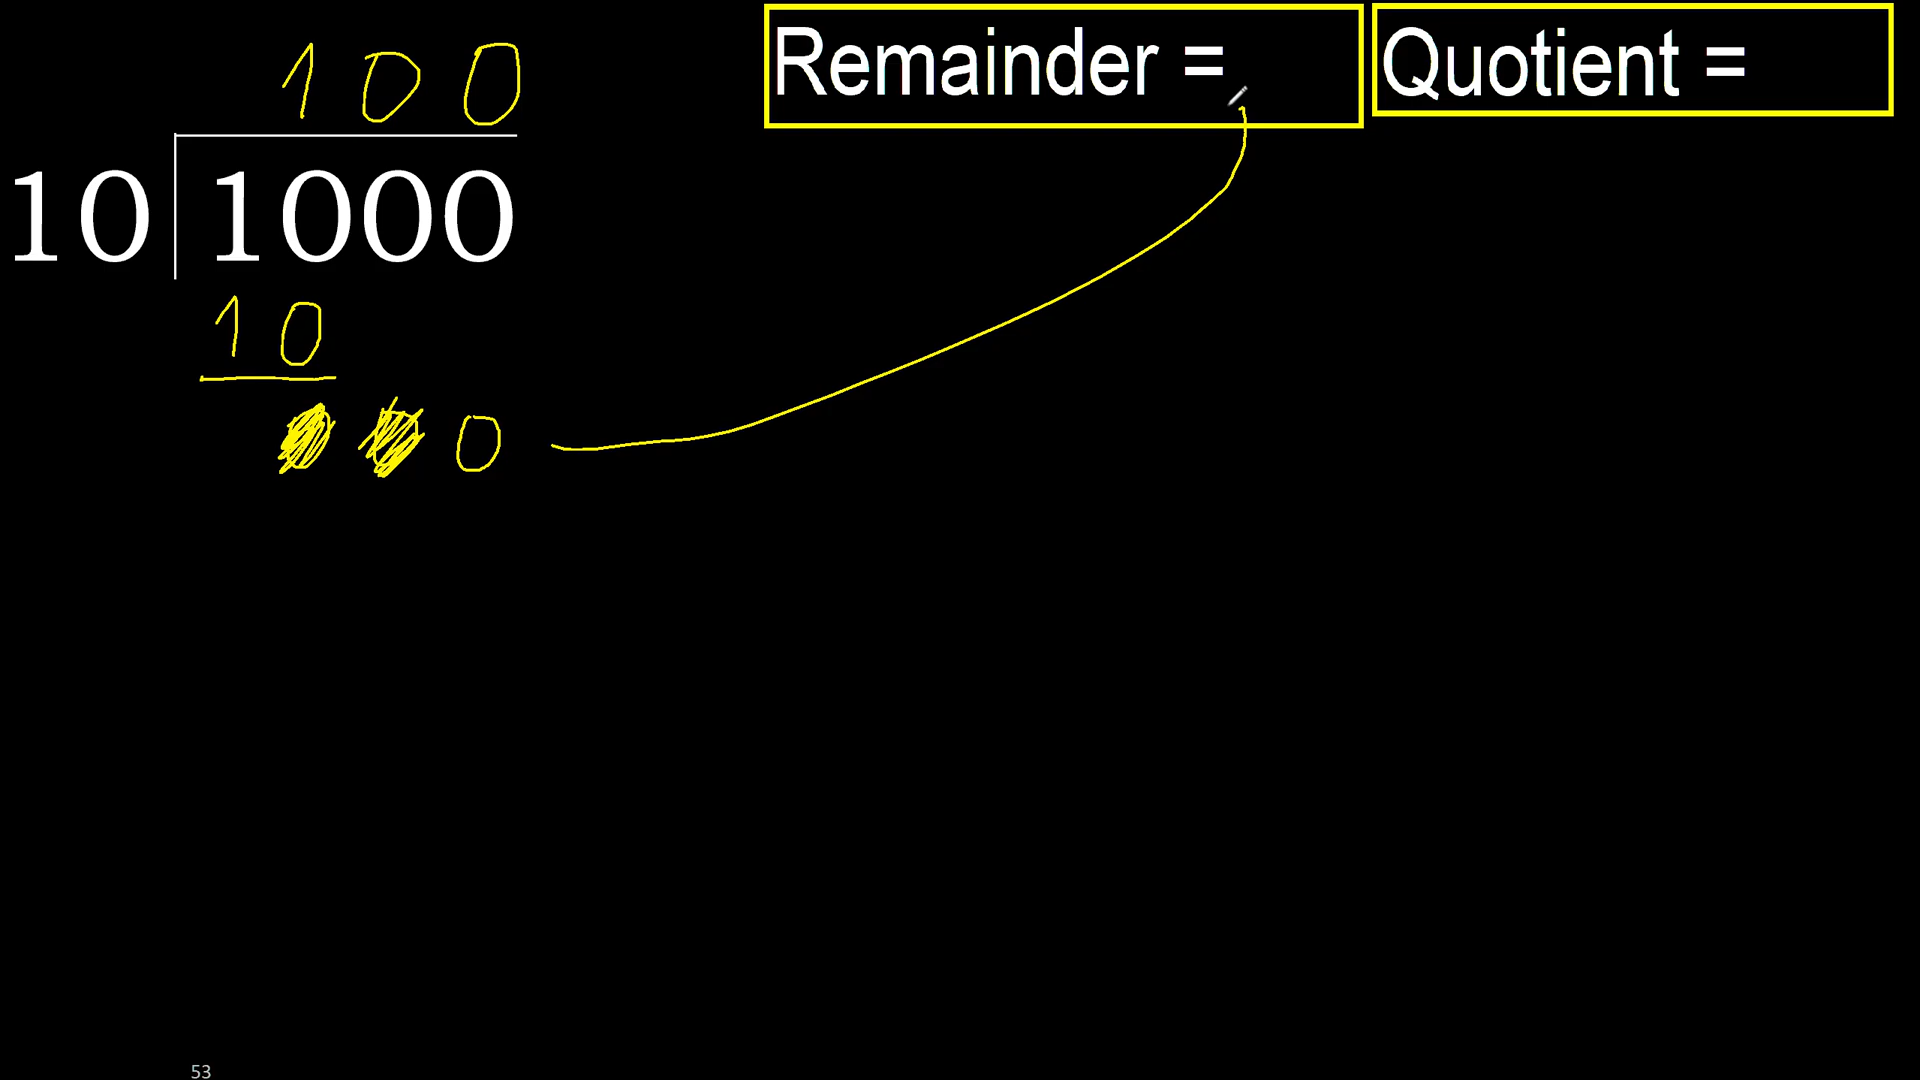 100
Remainder =
Quotient =
10 1000
10
0
53